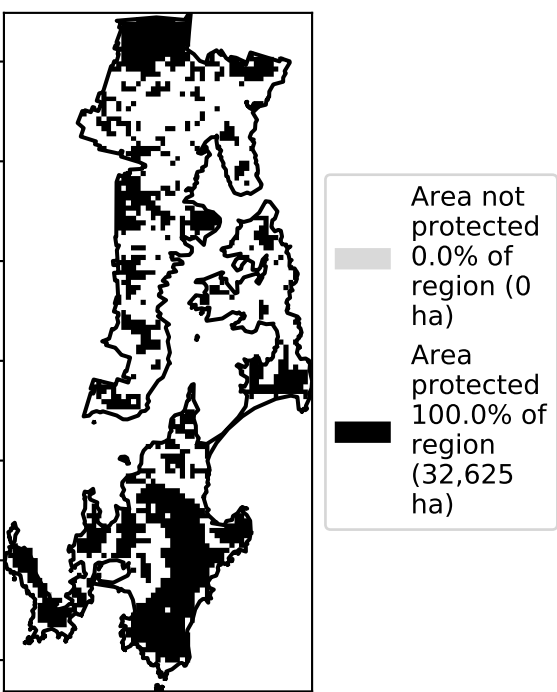 Area not
protected
0.0% of
region (0
ha)
Area
protected
100.0% of
region
(32,625
ha)